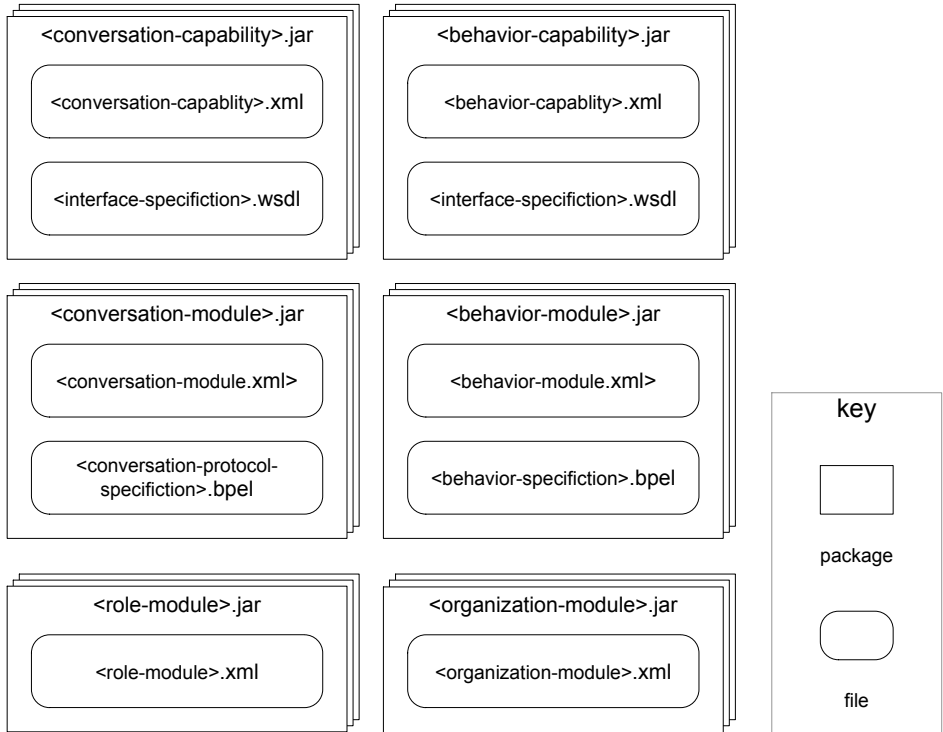 <conversation-capability>.jar
<conversation-capablity>.xml
<interface-specifiction>.wsdl
<behavior-capability>.jar
<behavior-capablity>.xml
<interface-specifiction>.wsdl
<conversation-module>.jar
<conversation-module.xml>
<conversation-protocol-
specifiction>.bpel
<behavior-module>.jar
<behavior-module.xml>
<behavior-specifiction>.bpel
<role-module>.jar
<role-module>.xml
<organization-module>.jar
<organization-module>.xml
key
package
file